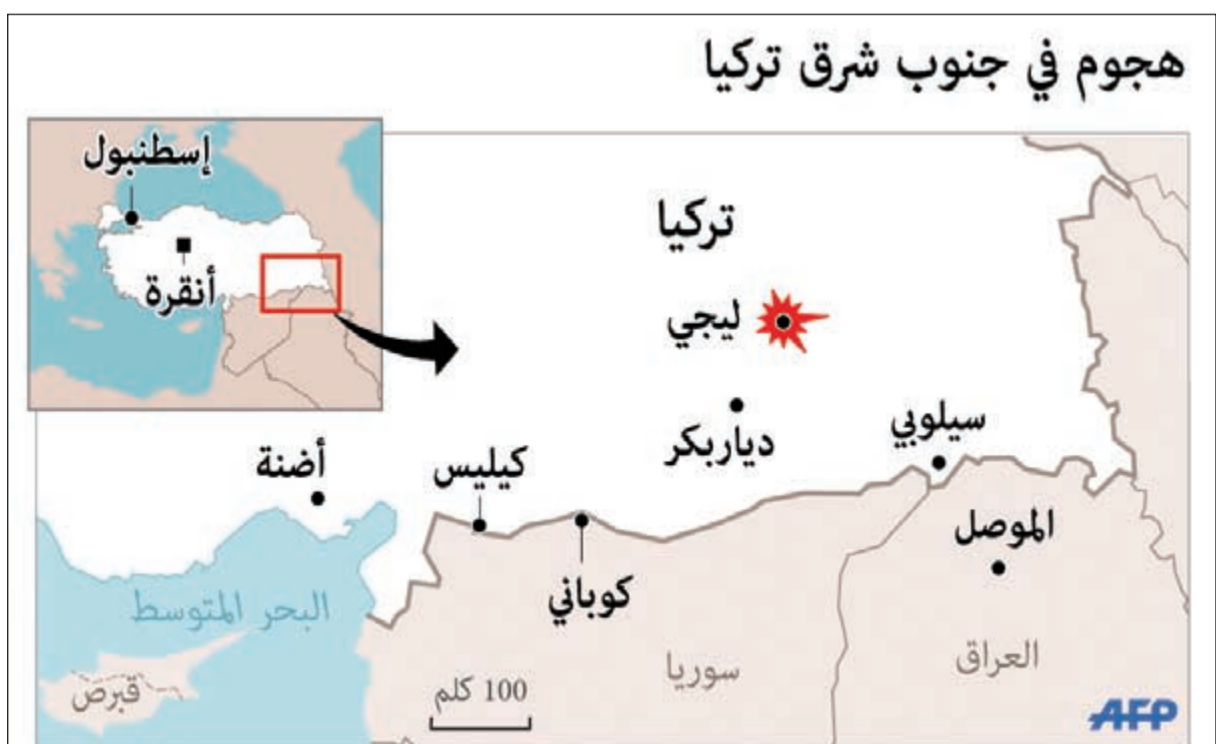 هجوم في جنوب شرق تركيا
إسطنبول
أنقرة
تركيا
ليجي
دياربكر
سيلوبي
كيليس
أضنة
الموصل
كوباني
البحر المتوسط
العراق
سوريا
قبرص
100 كلم
AFP